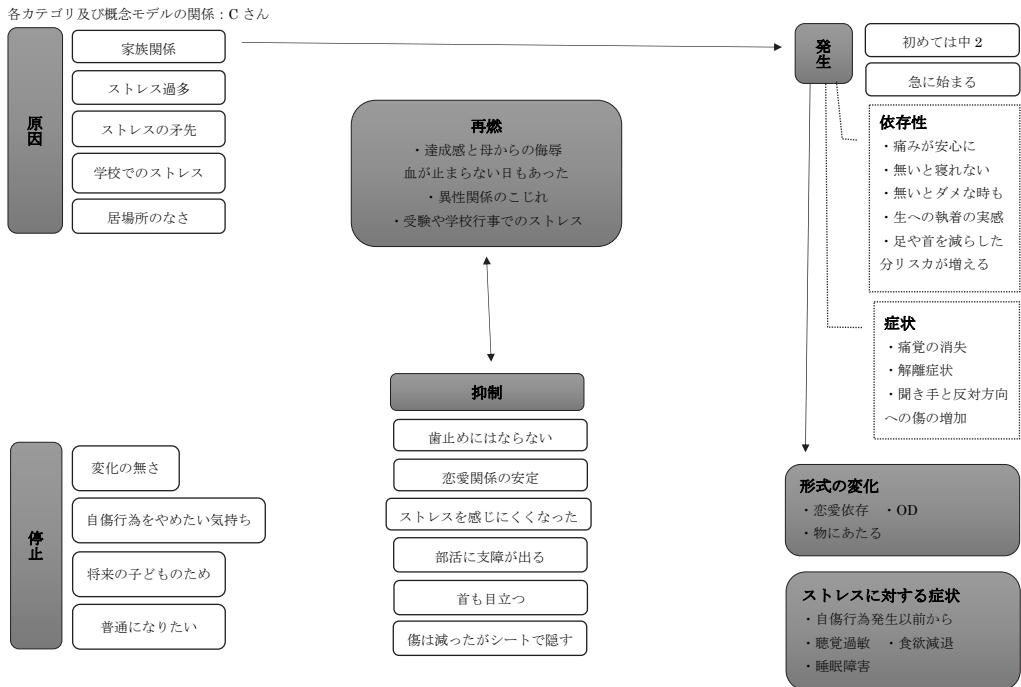 各カテゴリ及び概念モデルの関係：C さん
原因
家族関係
ストレス過多
ストレスの矛先
学校でのストレス
居場所のなさ
再燃
・達成感と母からの侮辱
血が止まらない日もあった
・異性関係のこじれ
・受験や学校行事でのストレス
発生
初めては中 2
急に始まる
依存性
・痛みが安心に
・無いと寝れない
・無いとダメな時も
・生への執着の実感
・足や首を減らした
分リスカが増える
症状
・痛覚の消失
・解離症状
・聞き手と反対方向
への傷の増加
抑制
歯止めにはならない
恋愛関係の安定
ストレスを感じにくくなった
部活に支障が出る
首も目立つ
傷は減ったがシートで隠す
停止
変化の無さ
自傷行為をやめたい気持ち
将来の子どものため
普通になりたい
形式の変化
・恋愛依存　・OD
・物にあたる
ストレスに対する症状
・自傷行為発生以前から
・聴覚過敏　・食欲減退
・睡眠障害